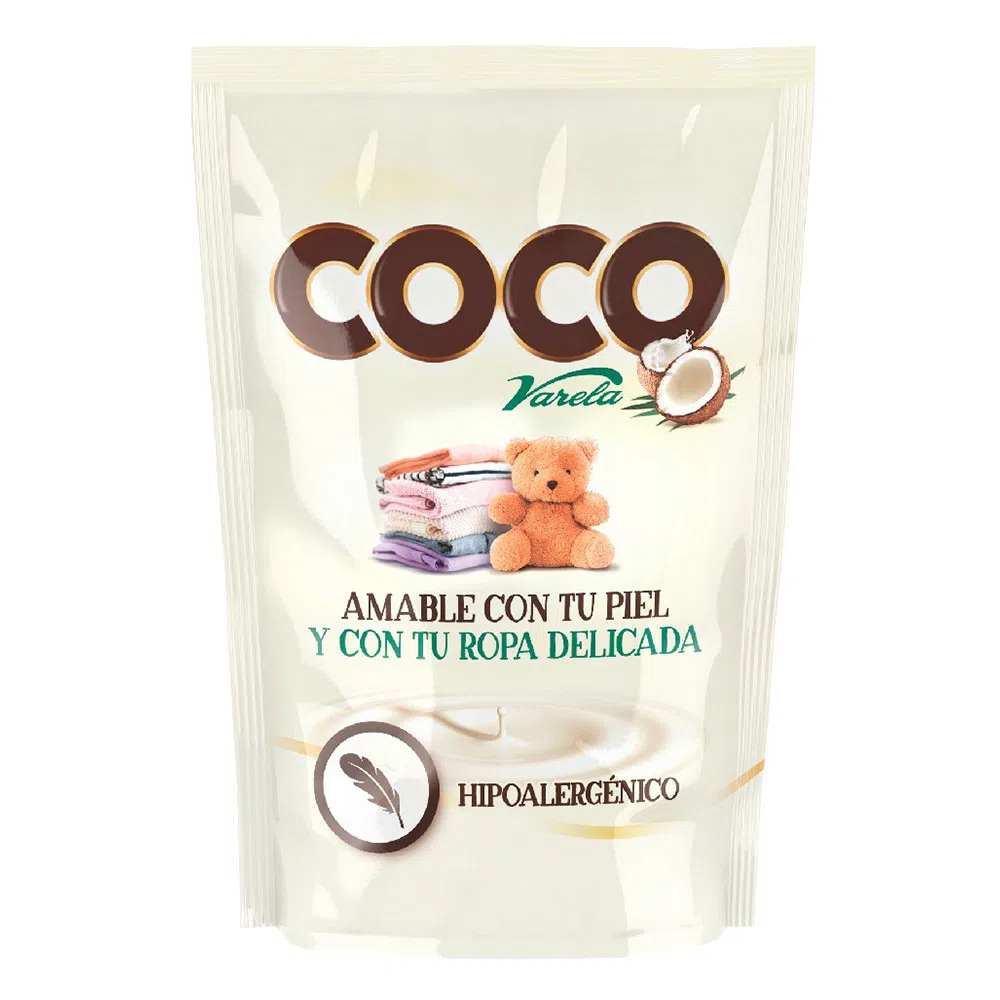 COCO
Varela
AMABLE CON TU PIEL
Y CON TU ROPA DELICADA
HIPOALERGÉNICO